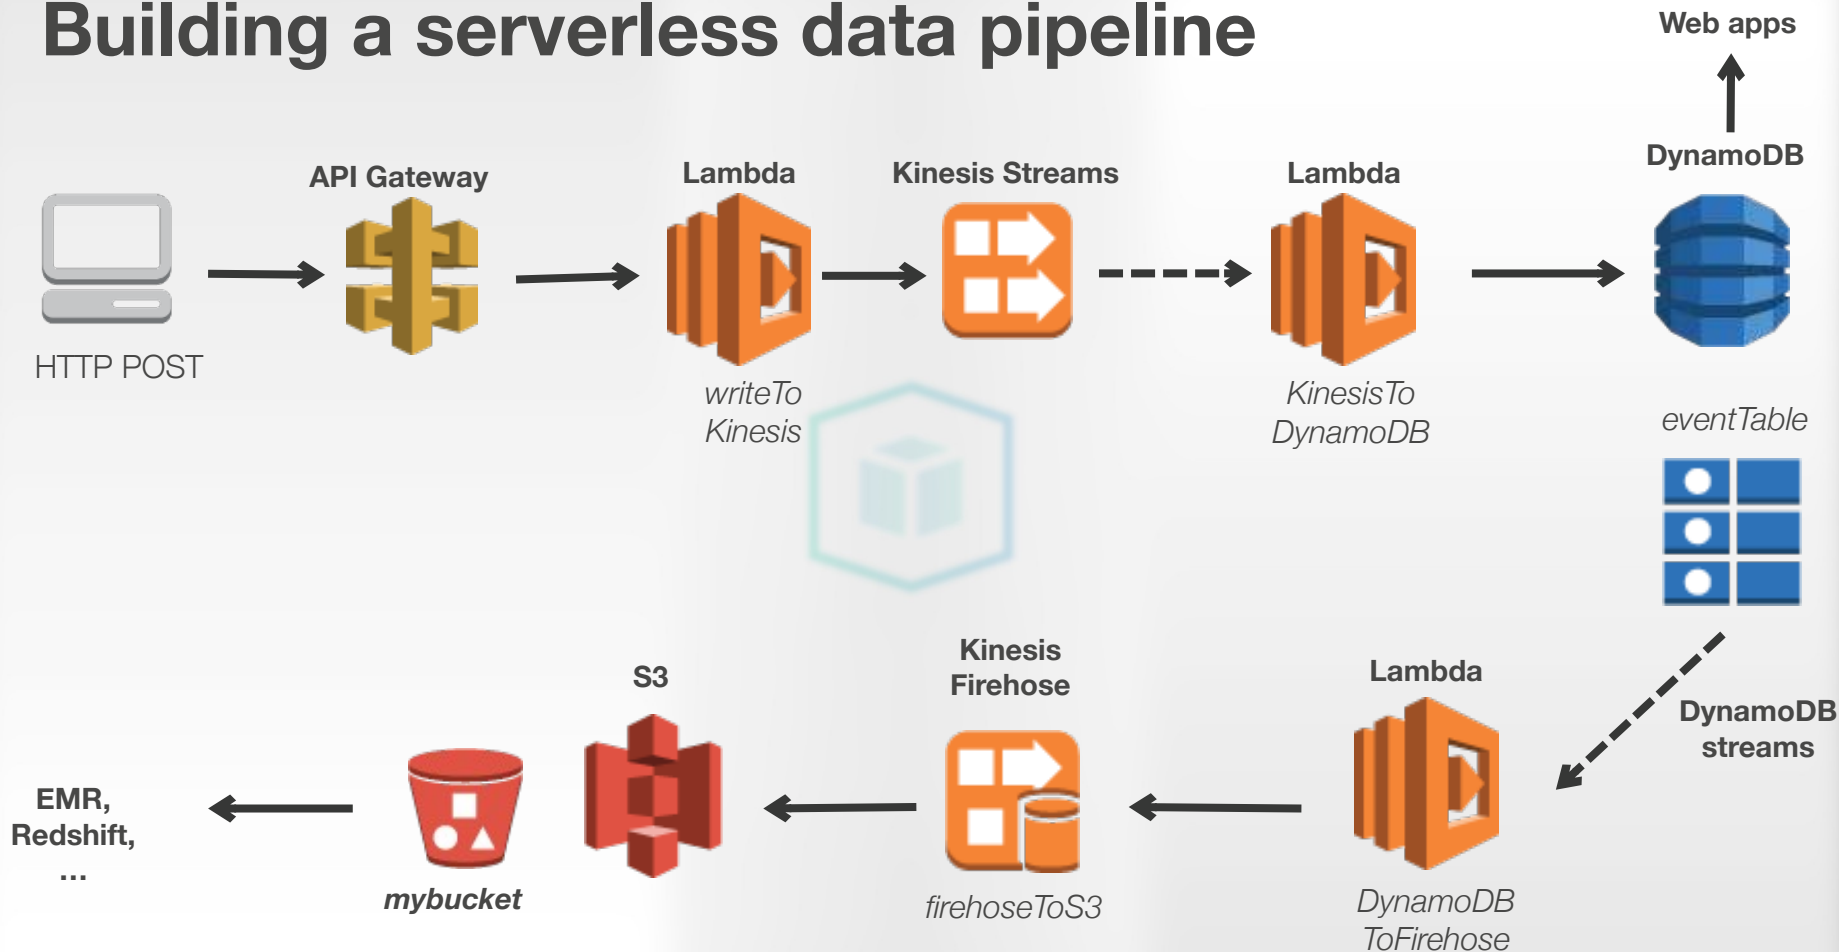 Building a serverless data pipeline
Web apps
DynamoDB
API Gateway
Lambda
Kinesis Streams
Lambda
HTTP POST
writeTo
Kinesis
KinesisTo
DynamoDB
eventTable
Kinesis
Firehose
S3
Lambda
DynamoDB
streams
EMR,
Redshift,
...
mybucket
firehoseToS3
DynamoDB
ToFirehose